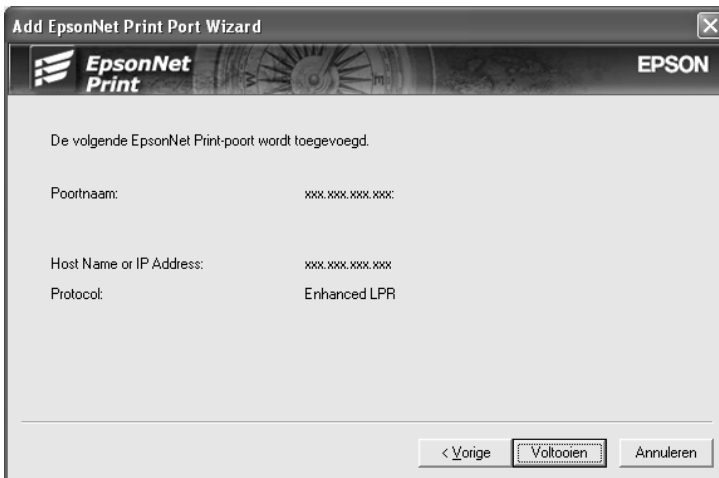 Add EpsonNet Print Port Wizard
EpsonNet
Print
EPSON
De volgende EpsonNet Print-poort wordt toegevoegd.
Poortnaam: xxx.xxx.xxx.xxx:
Host Name or IP Address: xxx.xxx.xxx.xxx
Protocol: Enhanced LPR
< Vorige Voltooien Annuleren